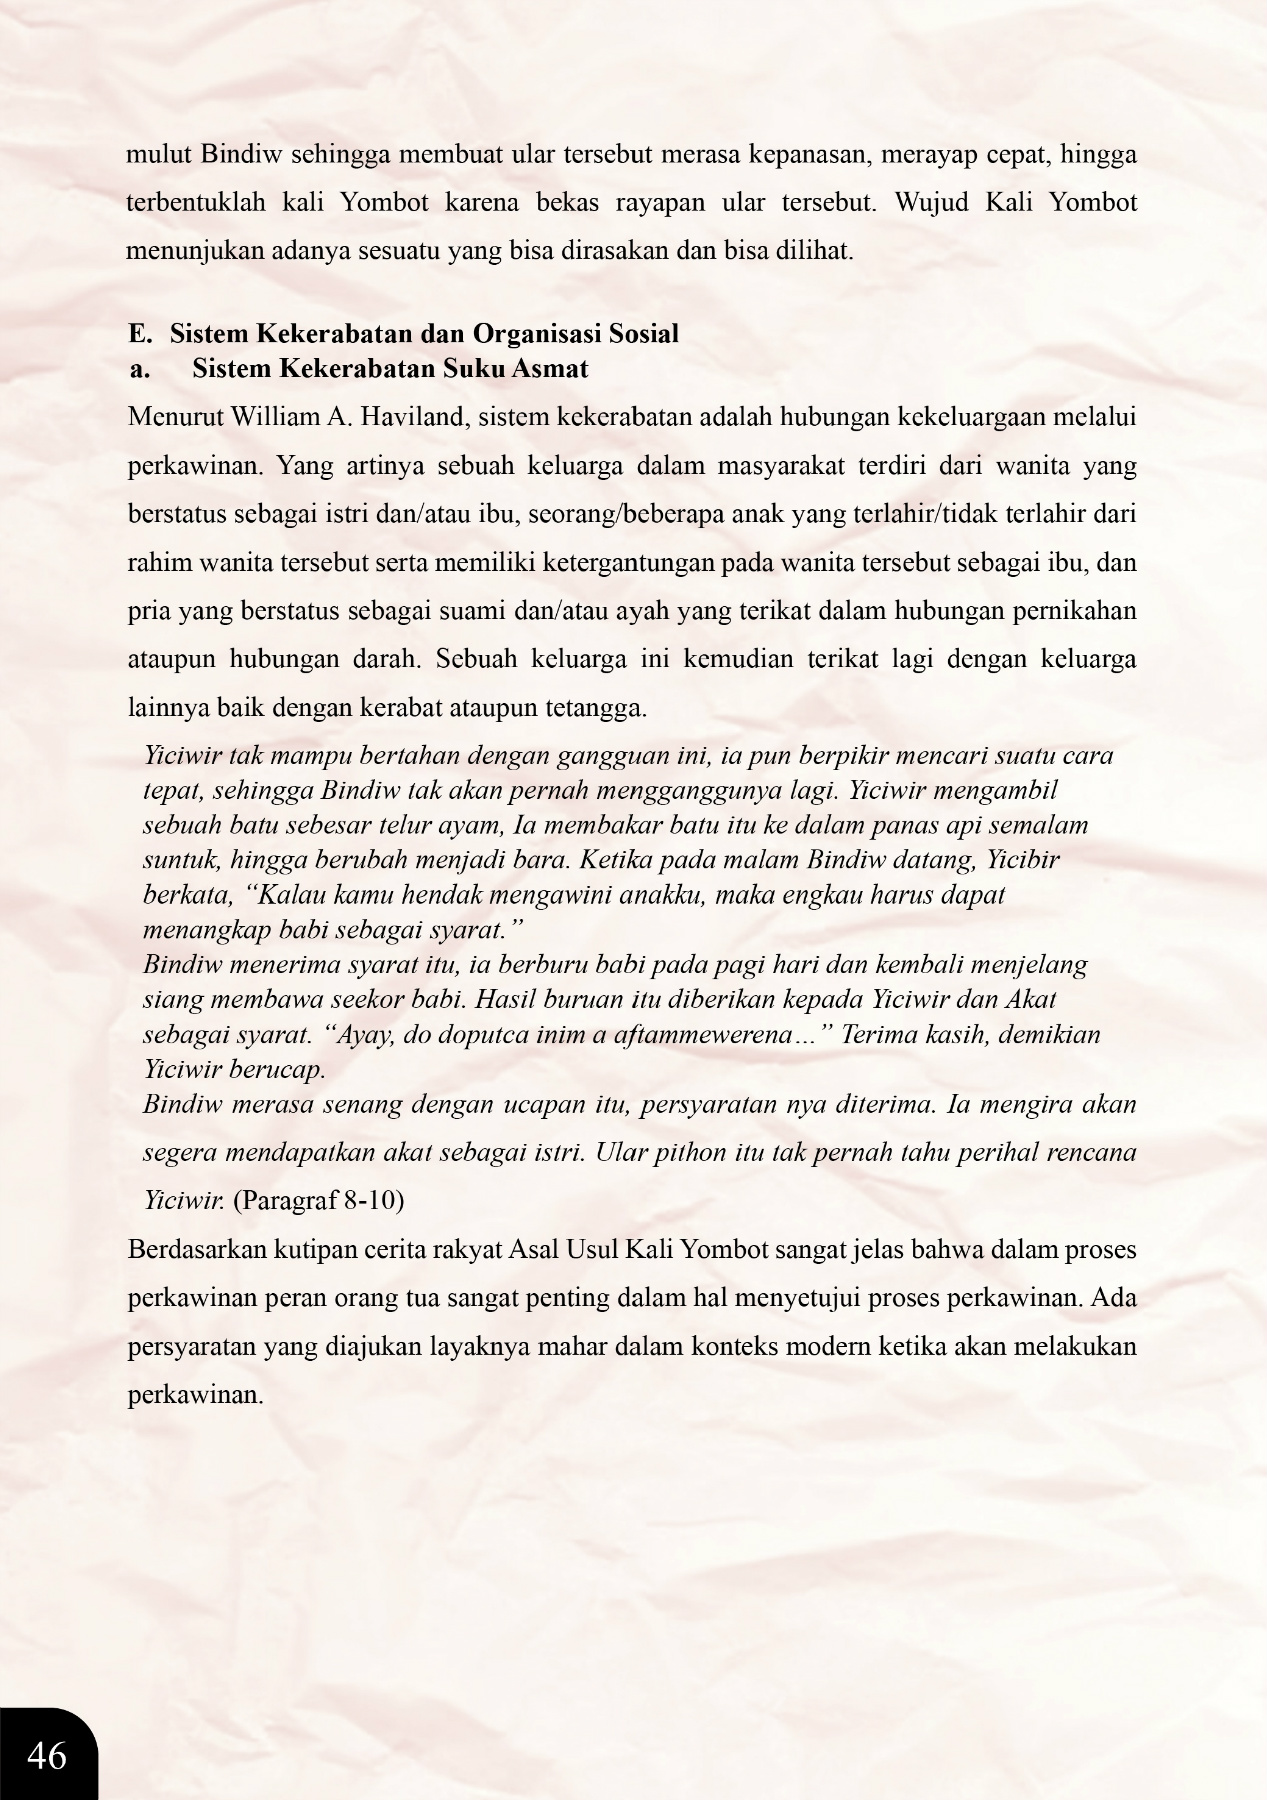 mulut Bindiw sehingga membuat ular tersebut merasa kepanasan, merayap cepat, hingga
terbentuklah kali Yombot karena bekas rayapan ular tersebut. Wujud Kali Yombot
menunjukan adanya sesuatu yang bisa dirasakan dan bisa dilihat.
E. Sistem Kekerabatan dan Organisasi Sosial
a. Sistem Kekerabatan Suku Asmat
Menurut William A. Haviland, sistem kekerabatan adalah hubungan kekeluargaan melalui
perkawinan. Yang artinya sebuah keluarga dalam masyarakat terdiri dari wanita yang
berstatus sebagai istri dan/atau ibu, seorang/beberapa anak yang terlahir/tidak terlahir dari
rahim wanita tersebut serta memiliki ketergantungan pada wanita tersebut sebagai ibu, dan
pria yang berstatus sebagai suami dan/atau ayah yang terikat dalam hubungan pernikahan
ataupun hubungan darah. Sebuah keluarga ini kemudian terikat lagi dengan keluarga
lainnya baik dengan kerabat ataupun tetangga.
Yiciwir tak mampu bertahan dengan gangguan ini, ia pun berpikir mencari suatu cara
tepat, sehingga Bindiw tak akan pernah mengganggunya lagi. Yiciwir mengambil
sebuah batu sebesar telur ayam, Ia membakar batu itu ke dalam panas api semalam
suntuk, hingga berubah menjadi bara. Ketika pada malam Bindiw datang, Yicibir
berkata, “Kalau kamu hendak mengawini anakku, maka engkau harus dapat
menangkap babi sebagai syarat.”
Bindiw menerima syarat itu, ia berburu babi pada pagi hari dan kembali menjelang
siang membawa seekor babi. Hasil buruan itu diberikan kepada Yiciwir dan Akat
sebagai syarat. “Ayay, do doputca inim a aftammewerena…” Terima kasih, demikian
Yiciwir berucap.
Bindiw merasa senang dengan ucapan itu, persyaratan nya diterima. Ia mengira akan
segera mendapatkan akat sebagai istri. Ular pithon itu tak pernah tahu perihal rencana
Yiciwir. (Paragraf 8-10)
Berdasarkan kutipan cerita rakyat Asal Usul Kali Yombot sangat jelas bahwa dalam proses
perkawinan peran orang tua sangat penting dalam hal menyetujui proses perkawinan. Ada
persyaratan yang diajukan layaknya mahar dalam konteks modern ketika akan melakukan
perkawinan.
46